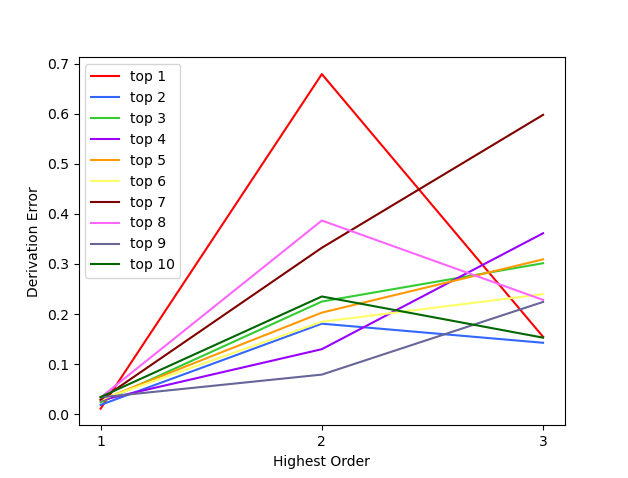 0.7
0.6
0.5
0.4
0.3
0.2
0.1
0.0
Derivation Error
top 1
top 2
top 3
top 4
top 5
top 6
top 7
top 8
top 9
top 10
1 2 3
Highest Order